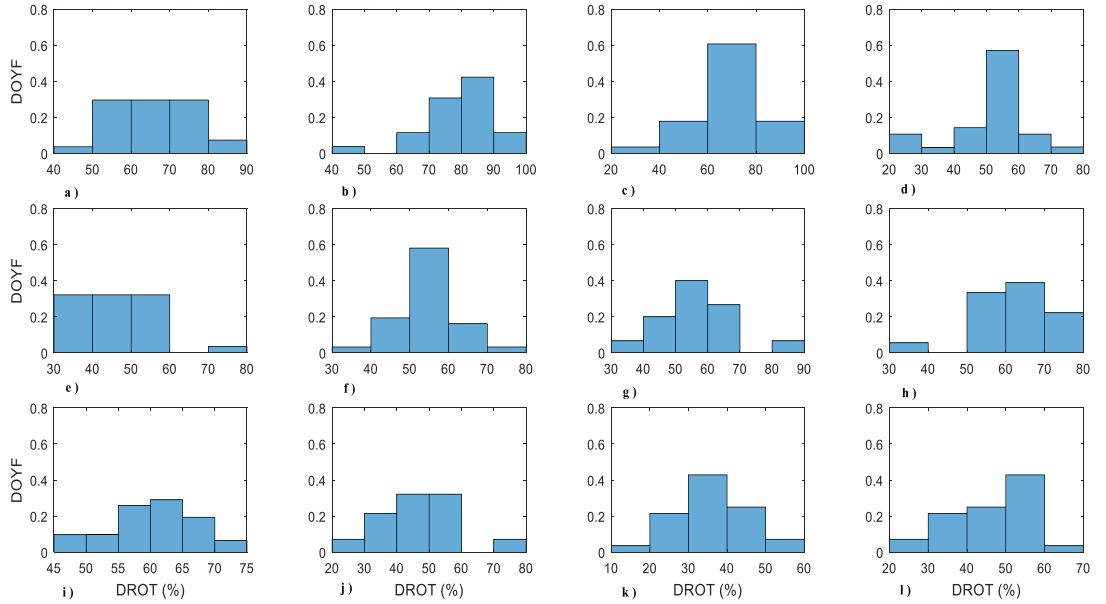 0.8 0.8 0.8 0.8
0.6 0.6 0.6 0.6
DOYF 0.4 0.4 0.4 0.4
0.2 0.2 0.2 0.2
0 0 0 0
40 50 60 70 80 90 40 50 60 70 80 90 100 20 40 60 80 100 20 30 40 50 60 70 80
a ) b ) c ) d )
0.8 0.8 0.8 0.8
0.6 0.6 0.6 0.6
DOYF 0.4 0.4 0.4 0.4
0.2 0.2 0.2 0.2
0 0 0 0
30 40 50 60 70 80 30 40 50 60 70 80 30 40 50 60 70 80 90 30 40 50 60 70 80
e ) f ) g ) h )
0.8 0.8 0.8 0.8
0.6 0.6 0.6 0.6
DOYF 0.4 0.4 0.4 0.4
0.2 0.2 0.2 0.2
0 0 0 0
45 50 55 60 65 70 75 20 30 40 50 60 70 80 10 20 30 40 50 60 20 30 40 50 60 70
i ) DROT (%) j ) DROT (%) k ) DROT (%) l ) DROT (%)